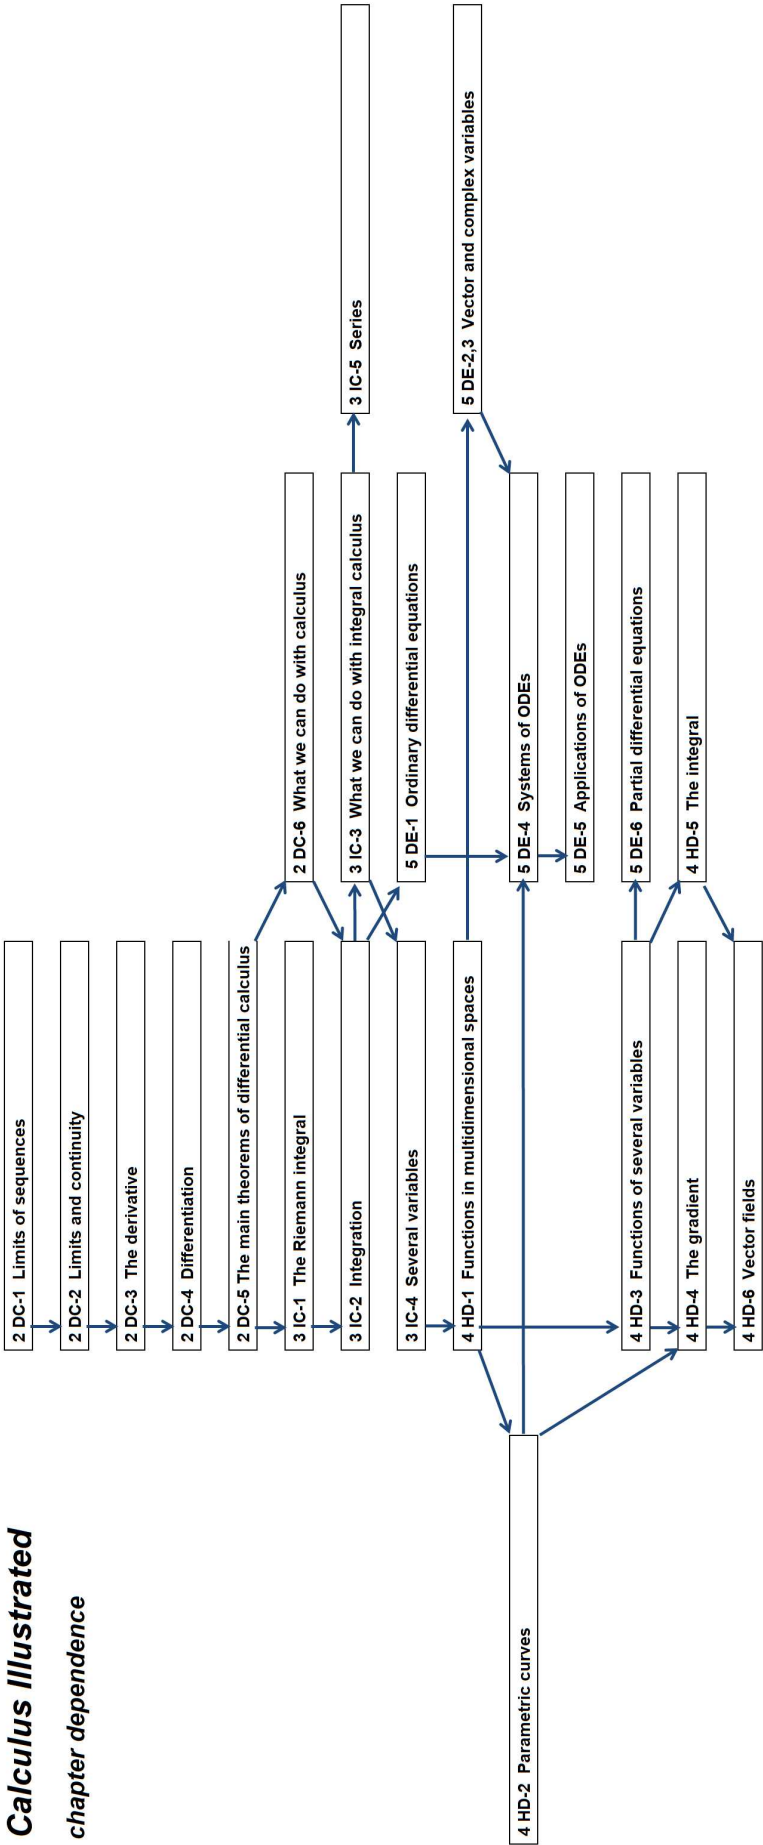 Calculus Illustrated
chapter dependence
2 DC-1 Limits of sequences
2 DC-2 Limits and continuity
2 DC-3 The derivative
2 DC-4 Differentiation
2 DC-5 The main theorems of differential calculus
2 DC-6 What we can do with calculus
3 IC-1 The Riemann integral
3 IC-2 Integration
3 IC-3 What we can do with integral calculus
3 IC-5 Series
3 IC-4 Several variables
5 DE-1 Ordinary differential equations
4 HD-1 Functions in multidimensional spaces
5 DE-2,3 Vector and complex variables
4 HD-2 Parametric curves
5 DE-4 Systems of ODEs
5 DE-5 Applications of ODEs
4 HD-3 Functions of several variables
5 DE-6 Partial differential equations
4 HD-4 The gradient
4 HD-5 The integral
4 HD-6 Vector fields